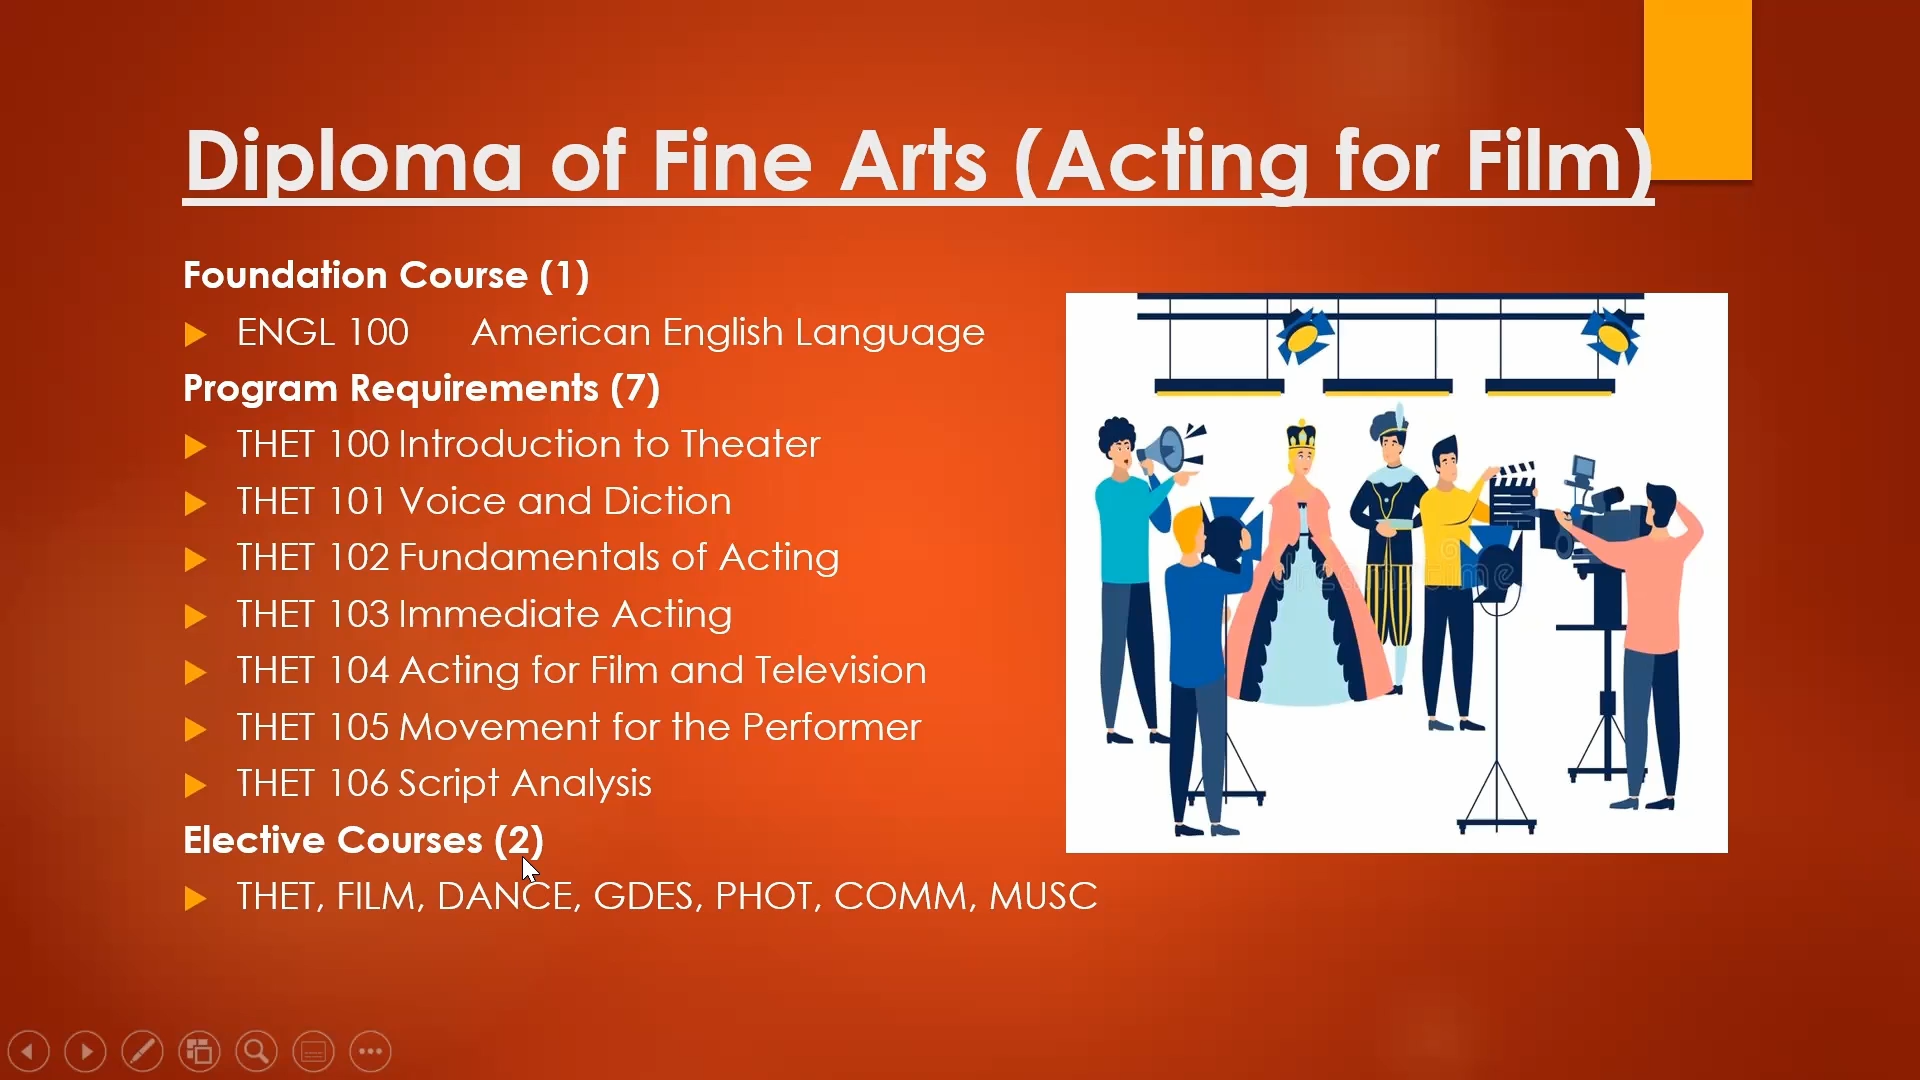 Diploma of Fine Arts (Acting for Film)
Foundation Course (1)
ENGL 100 American English Language
Program Requirements (7)
THET 100 Introduction to Theater
THET 101 Voice and Diction
THET 102 Fundamentals of Acting
THET 103 Immediate Acting
THET 104 Acting for Film and Television
THET 105 Movement for the Performer
THET 106 Script Analysis
Elective Courses (2)
THET, FILM, DANCE, GDES, PHOT, COMM, MUSC
dreamstime